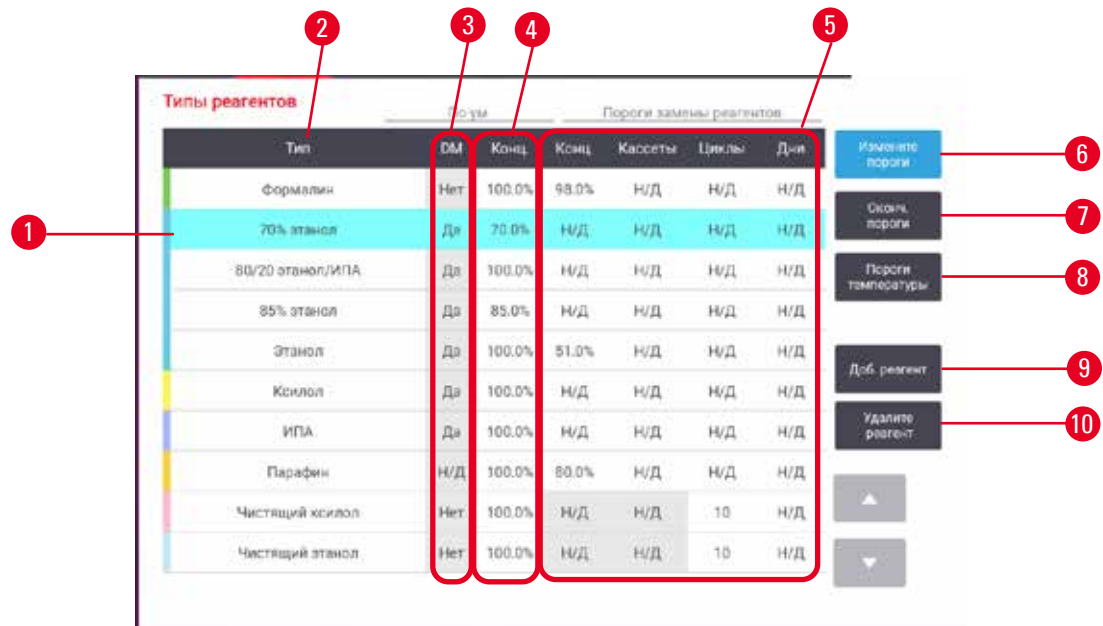 2 3 4 5
Типы реагентов
По ум Пороги замены реагентов
Тип DM Конц. Конц Кассеты Циклы Дни
Формалин Нет 100.0% 98.0% Н/Д Н/Д Н/Д
70% этанол Да 70.0% Н/Д Н/Д Н/Д Н/Д
80/20 этанол/ИПА Да 100.0% Н/Д Н/Д Н/Д Н/Д
85% этанол Да 85.0% Н/Д Н/Д Н/Д Н/Д
Этанол Да 100.0% 51.0% Н/Д Н/Д Н/Д
Ксилол Да 100.0% Н/Д Н/Д Н/Д Н/Д
ИПА Да 100.0% Н/Д Н/Д Н/Д Н/Д
Парафин Н/Д 100.0% 80.0% Н/Д Н/Д Н/Д
Чистящий ксилол Нет 100.0% Н/Д Н/Д 10 Н/Д
Чистящий этанол Нет 100.0% Н/Д Н/Д 10 Н/Д
1
Измените
пороги
6
Оконч.
пороги
7
Пороги
температуры
8
Доб. реагент
9
Удалите
реагент
10